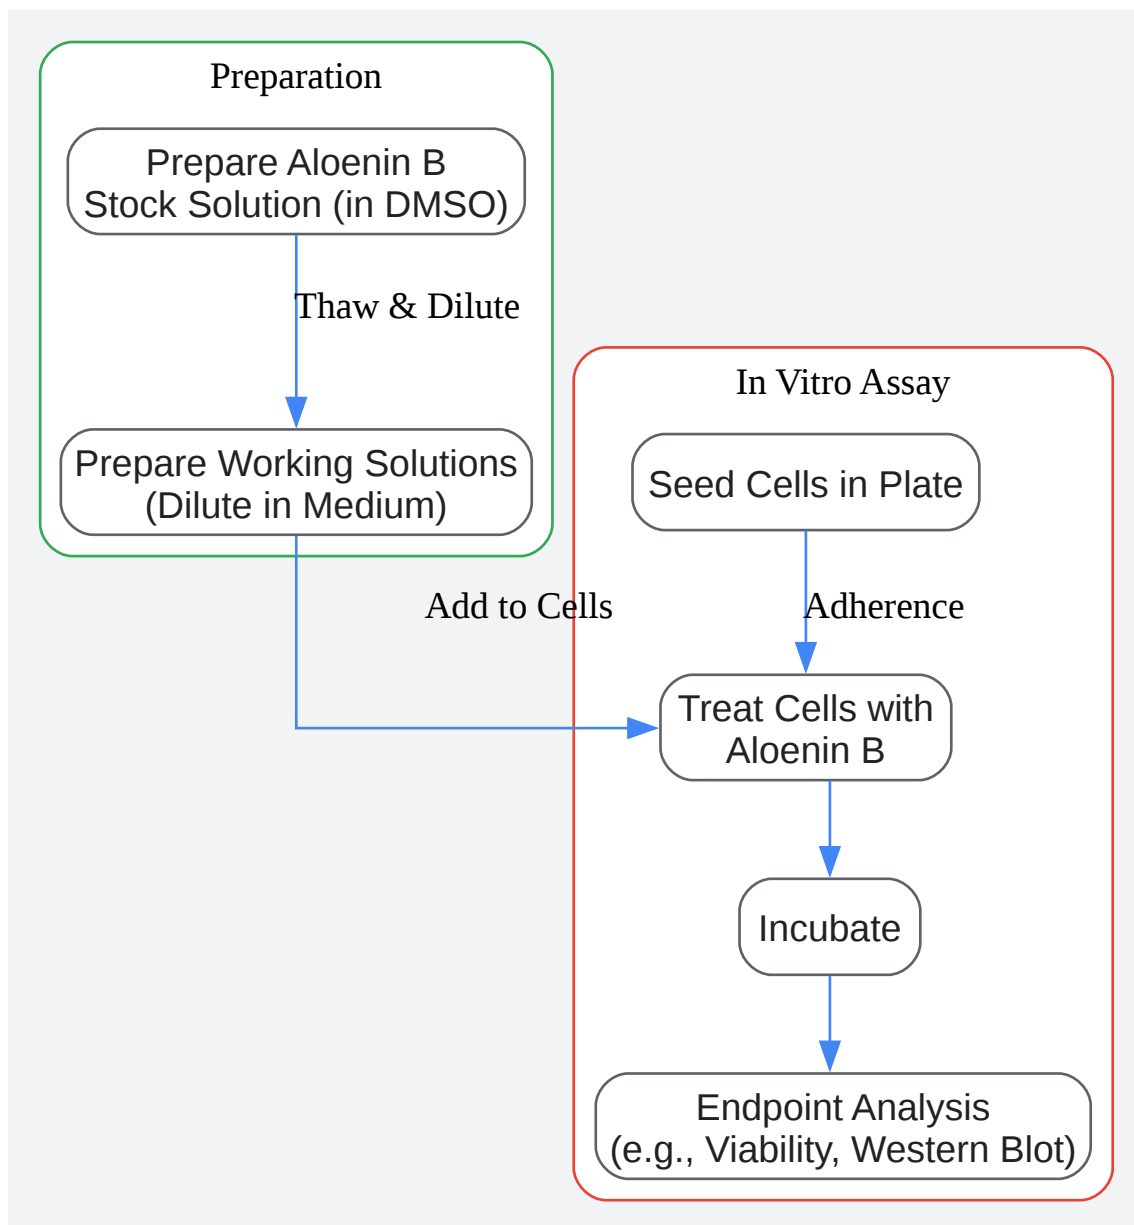 Preparation
Prepare Aloenin B
Stock Solution (in DMSO)
Thaw & Dilute
Prepare Working Solutions
(Dilute in Medium)
Add to Cells
In Vitro Assay
Seed Cells in Plate
Adherence
Treat Cells with
Aloenin B
Incubate
Endpoint Analysis
(e.g., Viability, Western Blot)